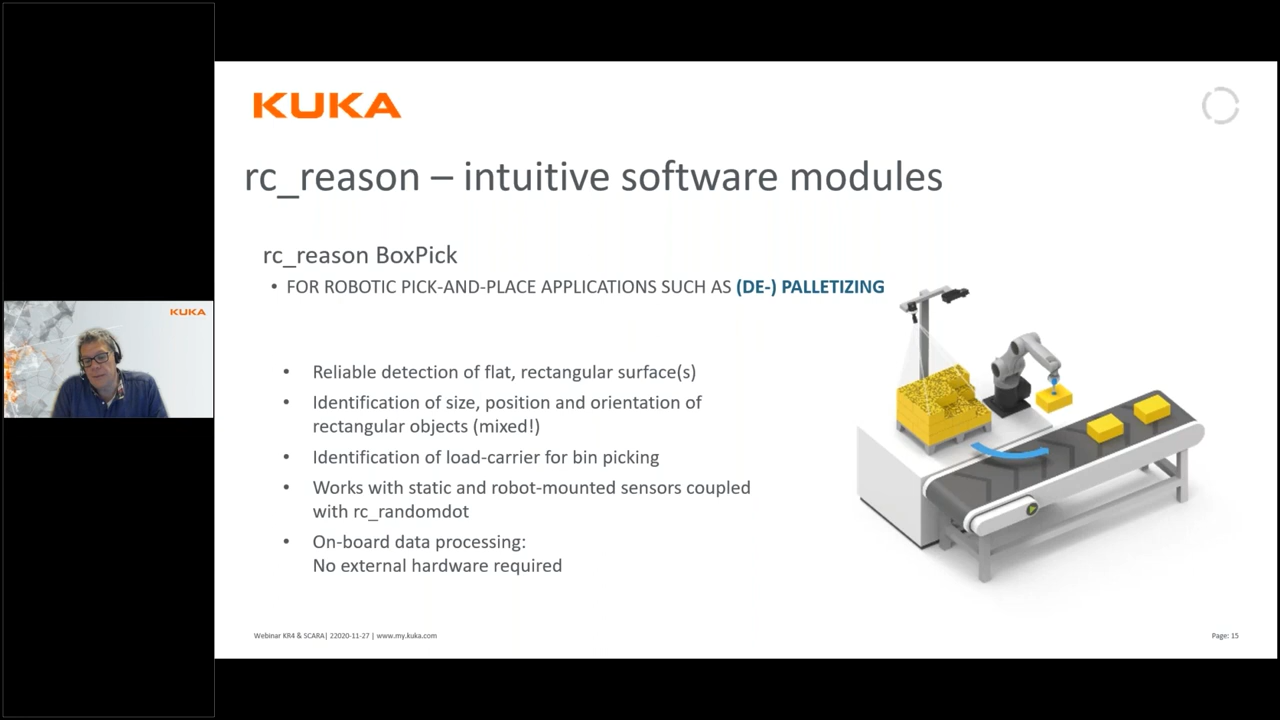 KUKA
rc_reason – intuitive software modules
rc_reason BoxPick
• FOR ROBOTIC PICK-AND-PLACE APPLICATIONS SUCH AS (DE-) PALLETIZING
• Reliable detection of flat, rectangular surface(s)
• Identification of size, position and orientation of
rectangular objects (mixed!)
• Identification of load-carrier for bin picking
• Works with static and robot-mounted sensors coupled
with rc_randomdot
• On-board data processing:
No external hardware required
Webinar KR4 & SCARA| 22020-11-27 | www.my.kuka.com
Page: 15
KUKA